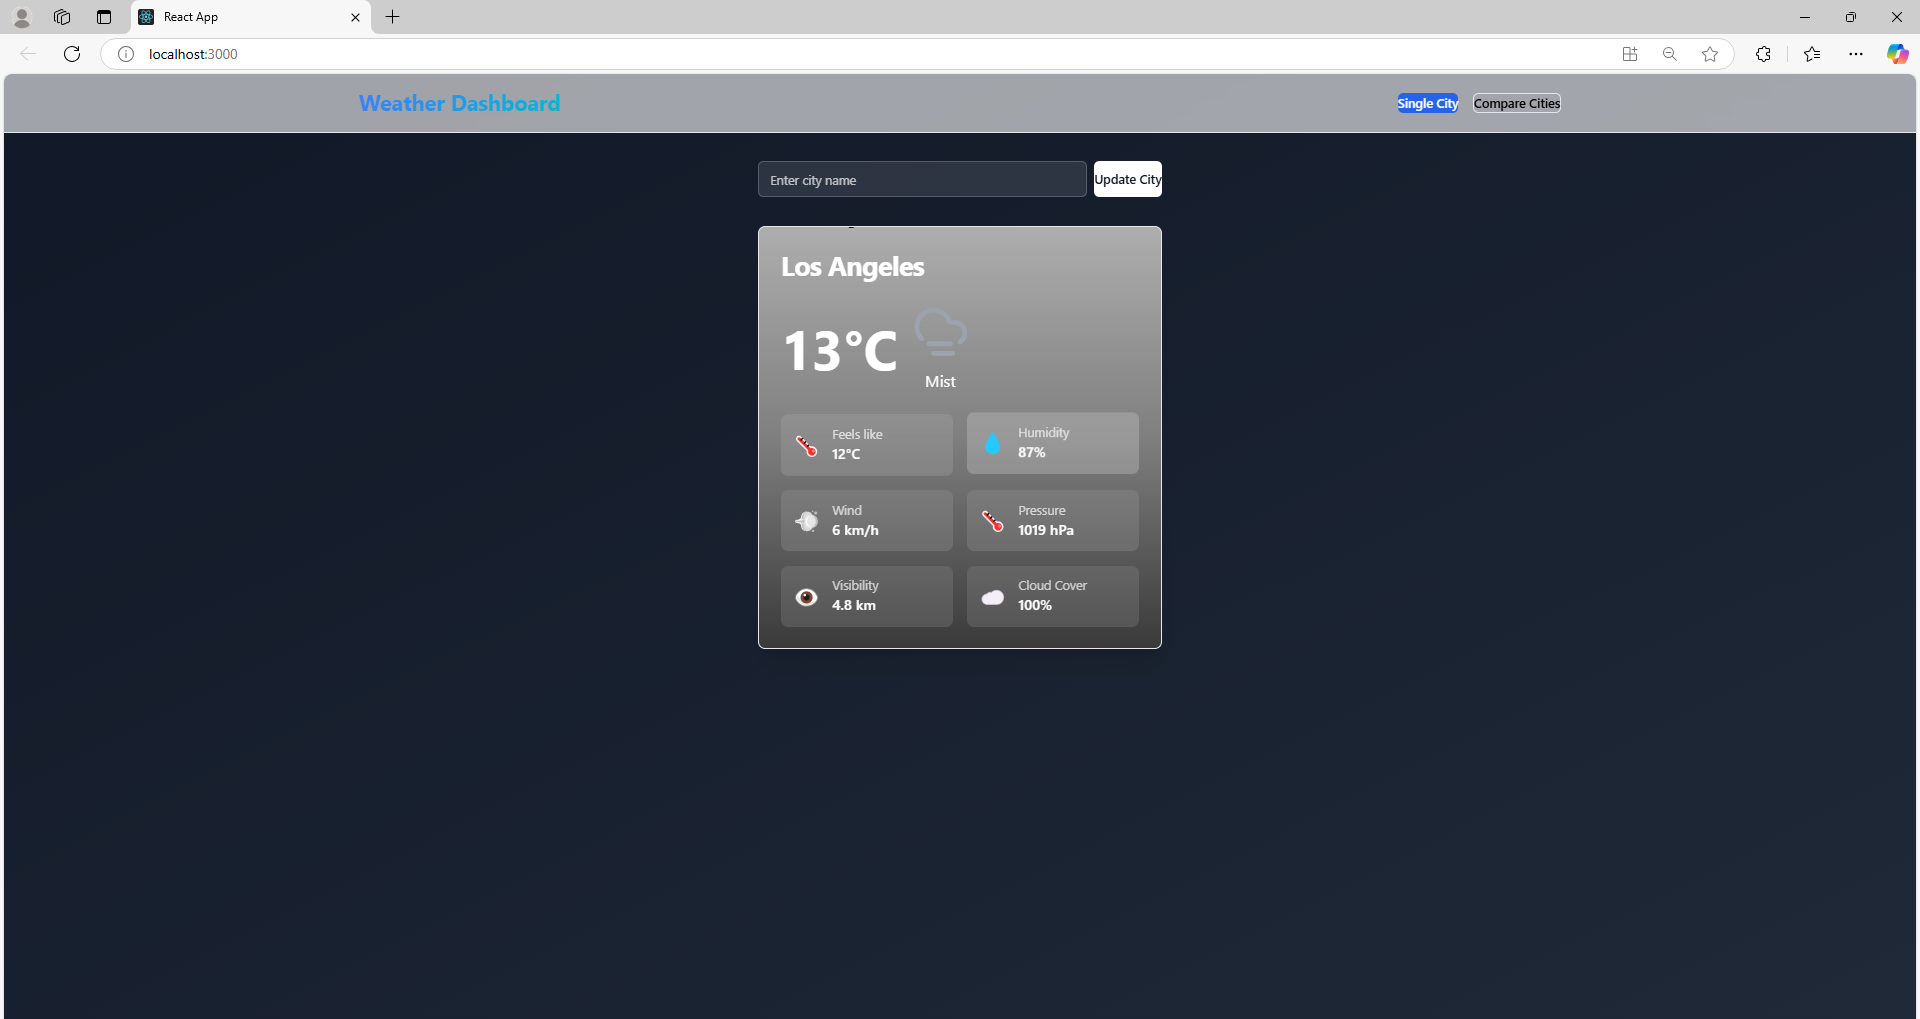 React App
localhost:3000
Weather Dashboard
Single City
Compare Cities
Enter city name
Update City
Los Angeles
13°C
Mist
Feels like
12°C
Humidity
87%
Wind
6 km/h
Pressure
1019 hPa
Visibility
4.8 km
Cloud Cover
100%